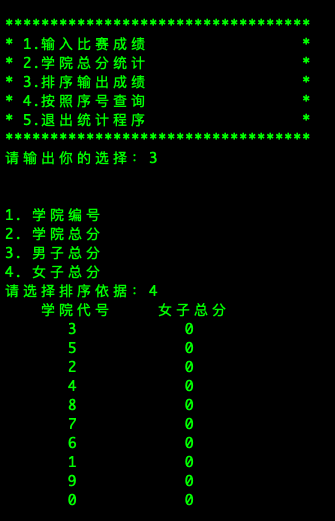 **********************************
* 1.输入比赛成绩                  *
* 2.学院总分统计                  *
* 3.排序输出成绩                  *
* 4.按照序号查询                  *
* 5.退出统计程序                  *
**********************************
请输出你的选择: 3
1. 学院编号
2. 学院总分
3. 男子总分
4. 女子总分
请选择排序依据: 4
学院代号 女子总分
3 0
5 0
2 0
4 0
8 0
7 0
6 0
1 0
9 0
0 0